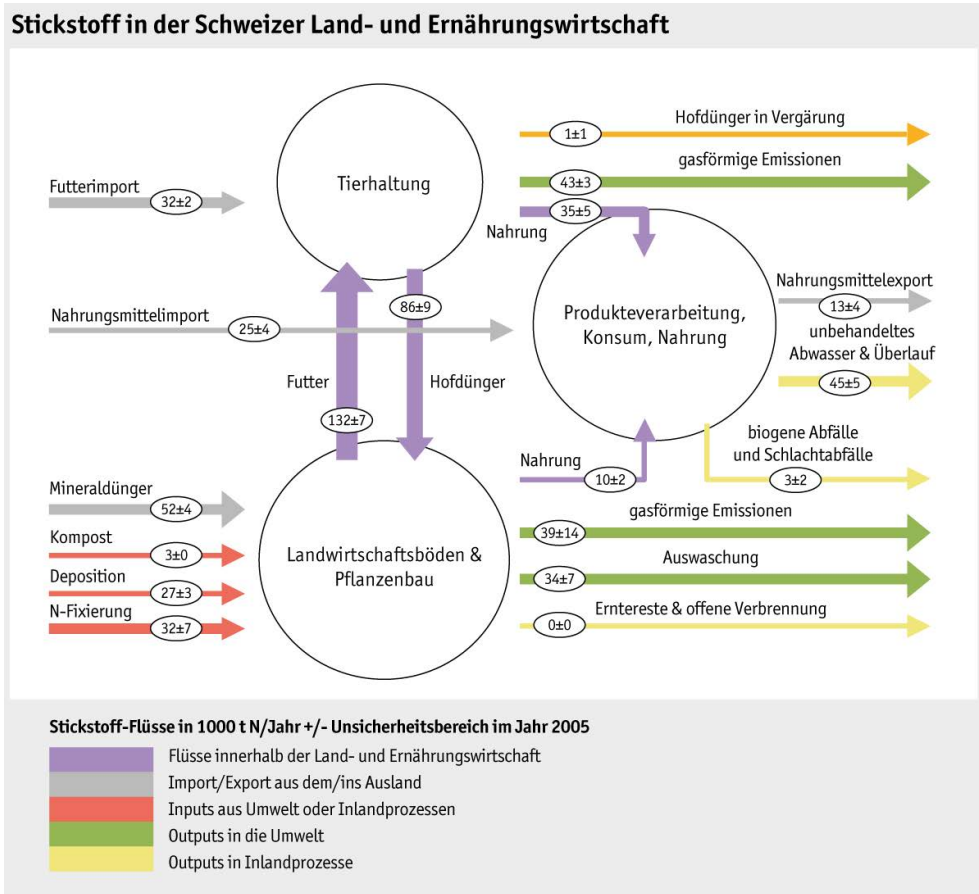 Stickstoff in der Schweizer Land- und Ernährungswirtschaft
Hofdünger in Vergärung
1±1
Tierhaltung
gasförmige Emissionen
43±3
Futterimport
32±2
35±5
Nahrung
Nahrungsmittelimport
25±4
86±9
Produkteverarbeitung,
Konsum, Nahrung
Nahrungsmittelexport
13±4
unbehandeltes
Abwasser & Überlauf
45±5
Futter
Hofdünger
132±7
biogene Abfälle
und Schlachtabfälle
3±2
Nahrung
10±2
Mineraldünger
52±4
Kompost
3±0
Deposition
27±3
N-Fixierung
32±7
Landwirtschaftsböden &
Pflanzenbau
gasförmige Emissionen
39±14
Auswaschung
34±7
Erntereste & offene Verbrennung
0±0
Stickstoff-Flüsse in 1000 t N/Jahr +/- Unsicherheitsbereich im Jahr 2005
Flüsse innerhalb der Land- und Ernährungswirtschaft
Import/Export aus dem/ins Ausland
Inputs aus Umwelt oder Inlandprozessen
Outputs in die Umwelt
Outputs in Inlandprozesse